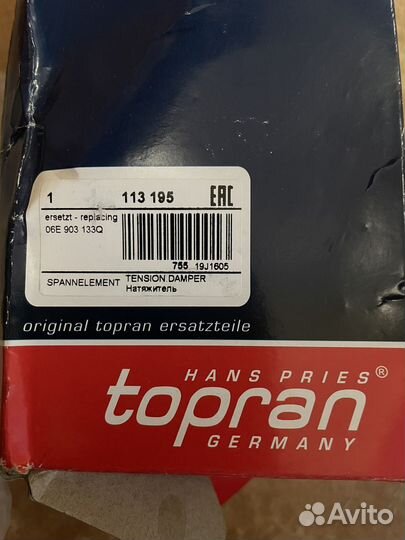 1 113 195 EAC
ersetzt - replacing
06E 903 133Q
755 19J1605
SPANNELEMENT TENSION DAMPER
Натяжитель
original topran ersatzteile
HANS PRIES®
topran
GERMANY
Avito